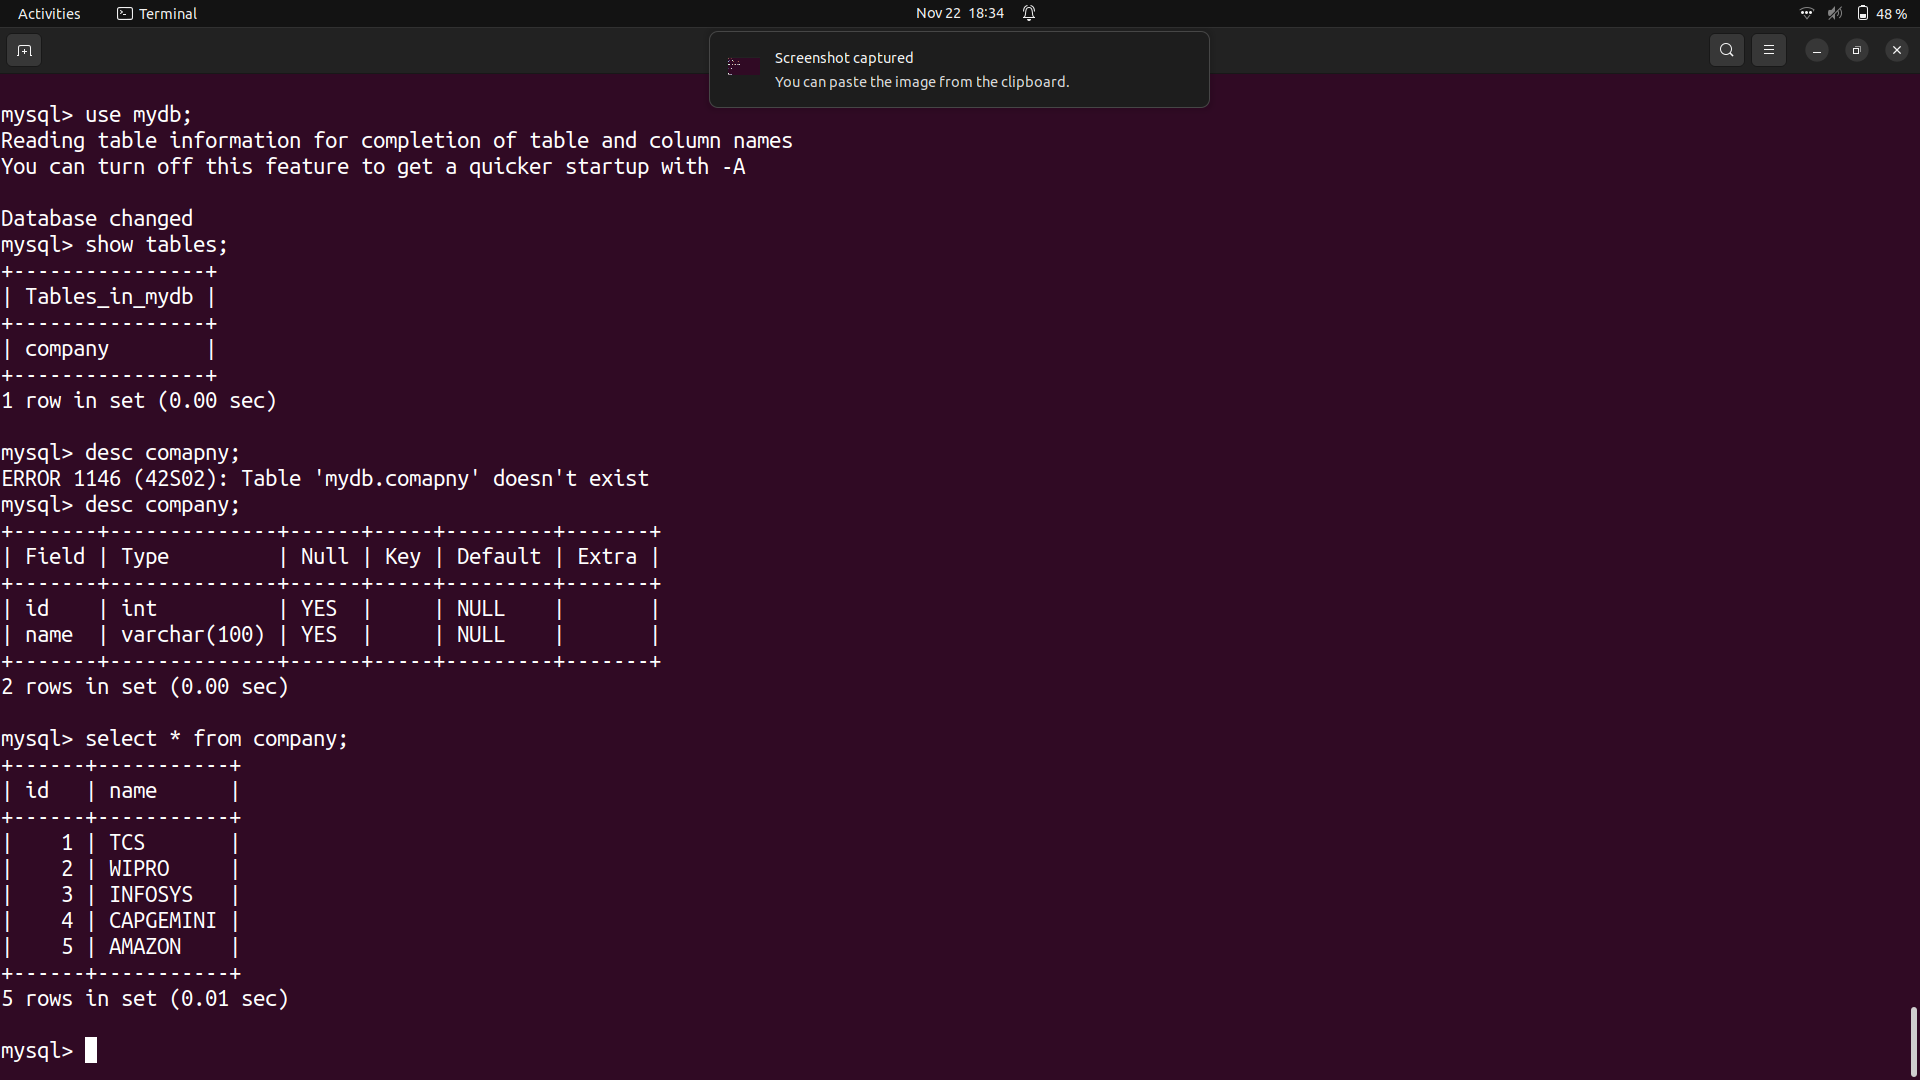 Activities Terminal Nov 22 18:34 48 %
Screenshot captured
You can paste the image from the clipboard.
mysql> use mydb;
Reading table information for completion of table and column names
You can turn off this feature to get a quicker startup with -A
Database changed
mysql> show tables;
+----------------+
| Tables_in_mydb |
+----------------+
| company        |
+----------------+
1 row in set (0.00 sec)
mysql> desc comapny;
ERROR 1146 (42S02): Table 'mydb.comapny' doesn't exist
mysql> desc company;
+-------+--------------+------+-----+---------+-------+
| Field | Type         | Null | Key | Default | Extra |
+-------+--------------+------+-----+---------+-------+
| id    | int          | YES  |     | NULL    |       |
| name  | varchar(100) | YES  |     | NULL    |       |
+-------+--------------+------+-----+---------+-------+
2 rows in set (0.00 sec)
mysql> select * from company;
+------+-----------+
| id   | name      |
+------+-----------+
|    1 | TCS       |
|    2 | WIPRO     |
|    3 | INFOSYS   |
|    4 | CAPGEMINI |
|    5 | AMAZON    |
+------+-----------+
5 rows in set (0.01 sec)
mysql>